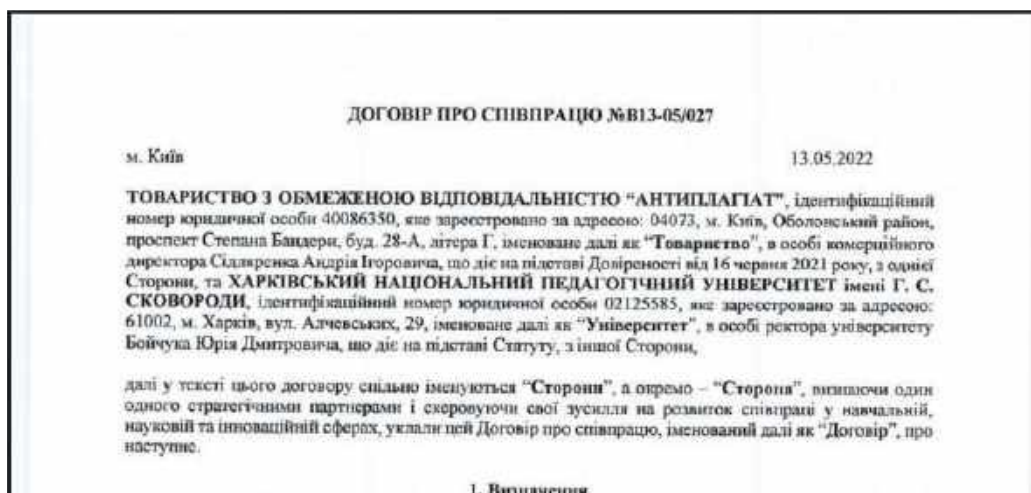 ДОГОВІР ПРО СПІВПРАЦЮ №В13-05/027
м. Київ 13.05.2022
ТОВАРИСТВО З ОБМЕЖЕНОЮ ВІДПОВІДАЛЬНІСТЮ “АНТИПЛАГІАТ”, ідентифікаційний
номер юридичної особи 40086350, яке зареєстровано за адресою: 04073, м. Київ, Оболонський район,
проспект Степана Бандери, буд. 28-А, літера Г, іменоване далі як “Товариство”, в особі комерційного
директора Сідляренка Андрія Ігоровича, що діє на підставі Довіреності від 16 червня 2021 року, з однієї
Сторони, та ХАРКІВСЬКИЙ НАЦІОНАЛЬНИЙ ПЕДАГОГІЧНИЙ УНІВЕРСИТЕТ імені Г. С.
СКОВОРОДИ, ідентифікаційний номер юридичної особи 02125585, яке зареєстровано за адресою:
61002, м. Харків, вул. Алчевських, 29, іменоване далі як “Університет”, в особі ректора університету
Бойчука Юрія Дмитровича, що діє на підставі Статуту, з іншої Сторони,
далі у тексті цього договору спільно іменуються “Сторони”, а окремо – “Сторона”, визнаючи один
одного стратегічними партнерами і скеровуючи свої зусилля на розвиток співпраці у навчальній,
науковій та інноваційній сферах, уклали цей Договір про співпрацю, іменований далі як “Договір”, про
наступне.
1. Визначення